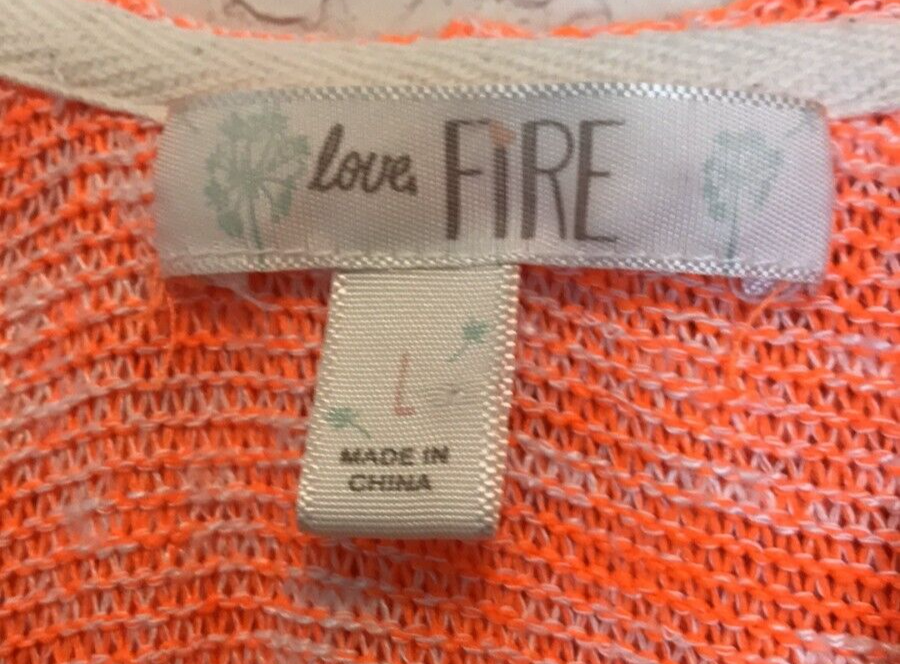 love, FiRE
L
MADE IN
CHINA